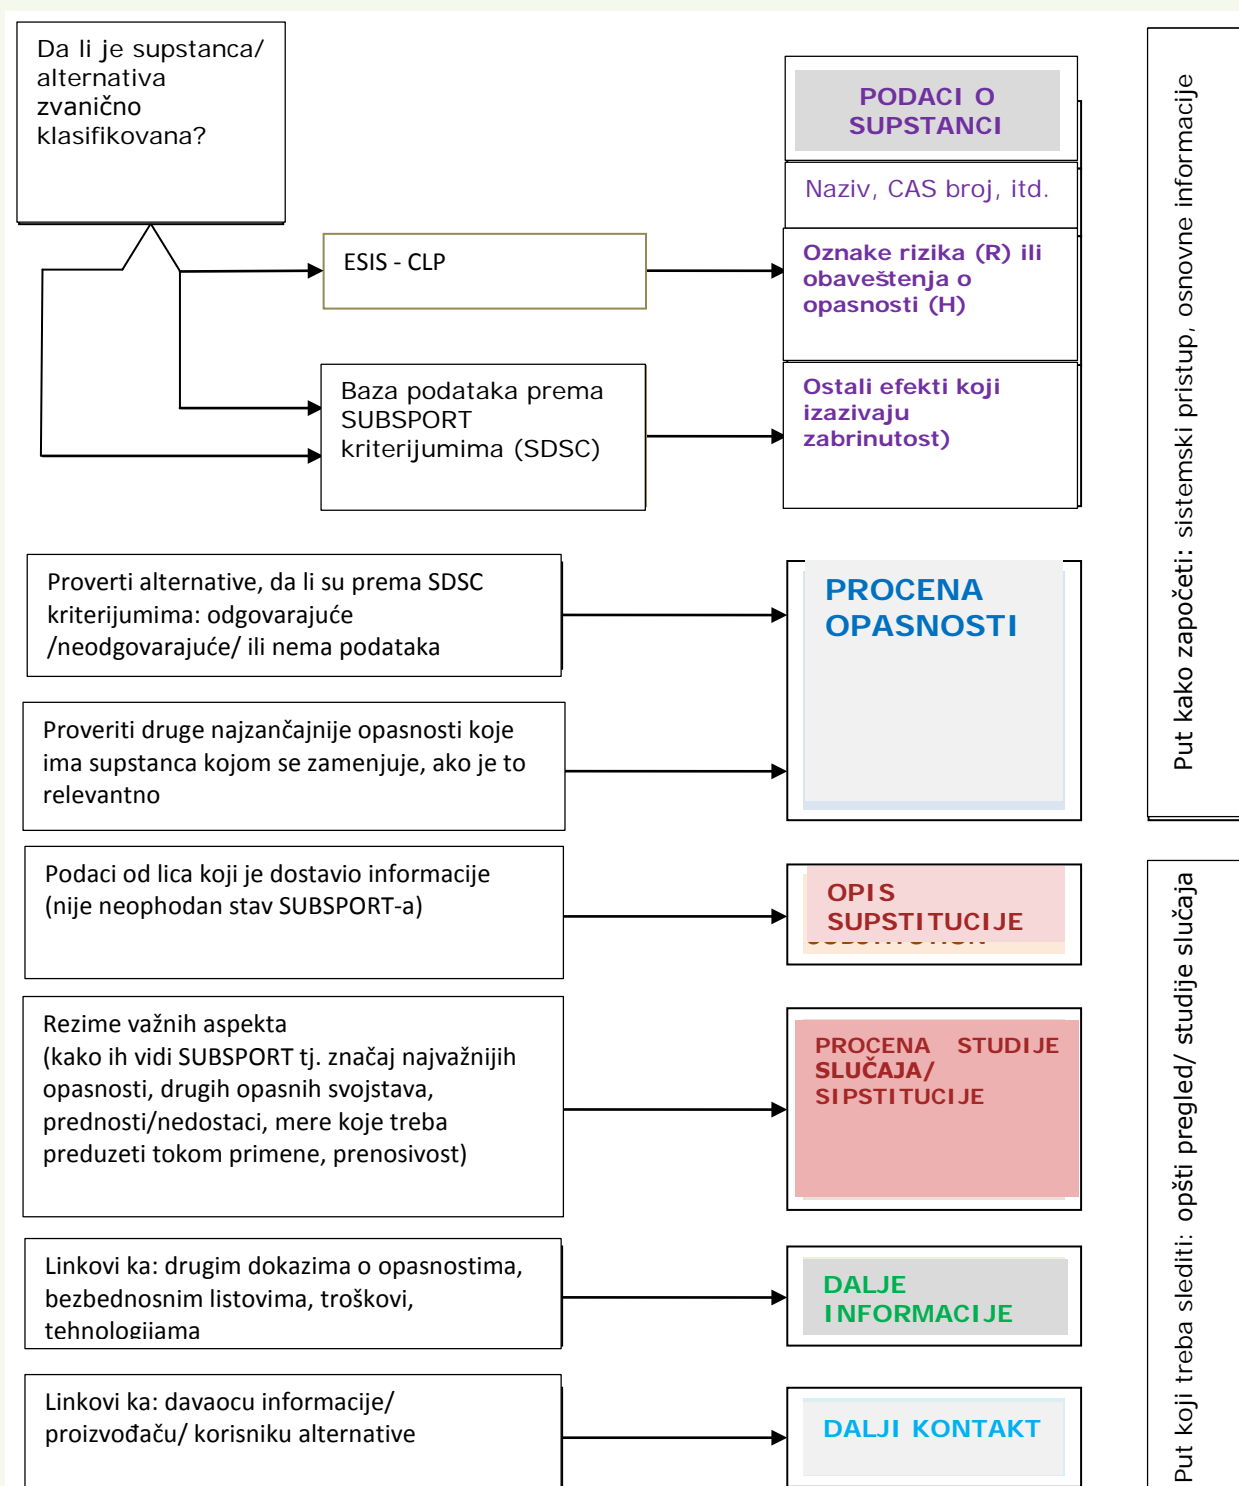 Da li je supstanca/
alternativa
zvanično
klasifikovana?
PODACI O
SUPSTANCI
Naziv, CAS broj, itd.
ESIS - CLP
Oznake rizika (R) ili
obaveštenja o
opasnosti (H)
Baza podataka prema
SUBSPORT
kriterijumima (SDSC)
Ostali efekti koji
izazivaju
zabrinutost)
Put kako započeti: sistemski pristup, osnovne informacije
Proverti alternative, da li su prema SDSC
kriterijumima: odgovarajuće
/neodgovarajuće/ ili nema podataka
PROCENA
OPASNOSTI
Proveriti druge najzančajnije opasnosti koje
ima supstanca kojom se zamenjuje, ako je to
relevantno
Podaci od lica koji je dostavio informacije
(nije neophodan stav SUBSPORT-a)
OPIS
SUPSTITUCIJE
Rezime važnih aspekta
(kako ih vidi SUBSPORT tj. značaj najvažnijih
opasnosti, drugih opasnih svojstava,
prednosti/nedostaci, mere koje treba
preduzeti tokom primene, prenosivost)
PROCENA STUDIJE
SLUČAJA/
SIPSTITUCIJE
Linkovi ka: drugim dokazima o opasnostima,
bezbednosnim listovima, troškovi,
tehnologijama
DALJE
INFORMACIJE
Linkovi ka: davaocu informacije/
proizvođaču/ korisniku alternative
DALJI KONTAKT
Put koji treba slediti: opšti pregled/ studije slučaja